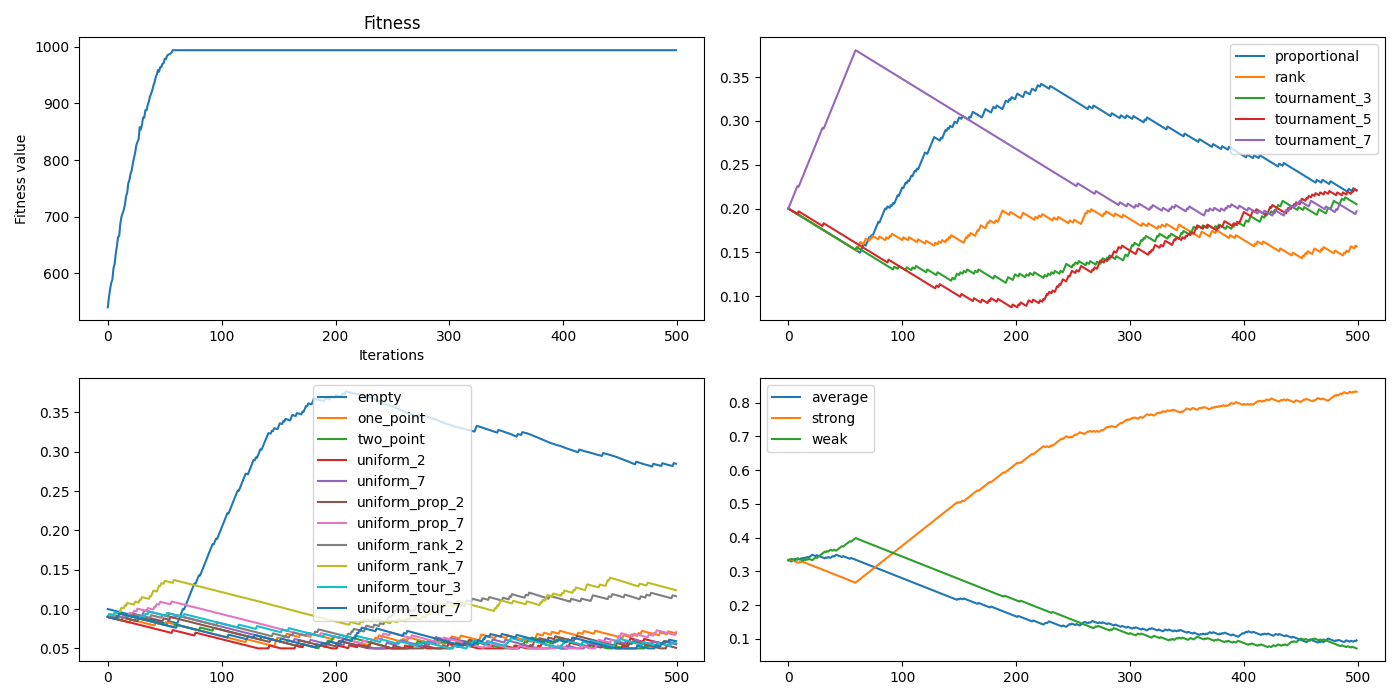 Fitness
1000
900
800
700
600
Fitness value
0 100 200 300 400 500
Iterations
0.35
0.30
0.25
0.20
0.15
0.10
proportional
rank
tournament_3
tournament_5
tournament_7
0 100 200 300 400 500
0.35
0.30
0.25
0.20
0.15
0.10
0.05
empty
one_point
two_point
uniform_2
uniform_7
uniform_prop_2
uniform_prop_7
uniform_rank_2
uniform_rank_7
uniform_tour_3
uniform_tour_7
0 100 200 300 400 500
0.8
0.7
0.6
0.5
0.4
0.3
0.2
0.1
average
strong
weak
0 100 200 300 400 500